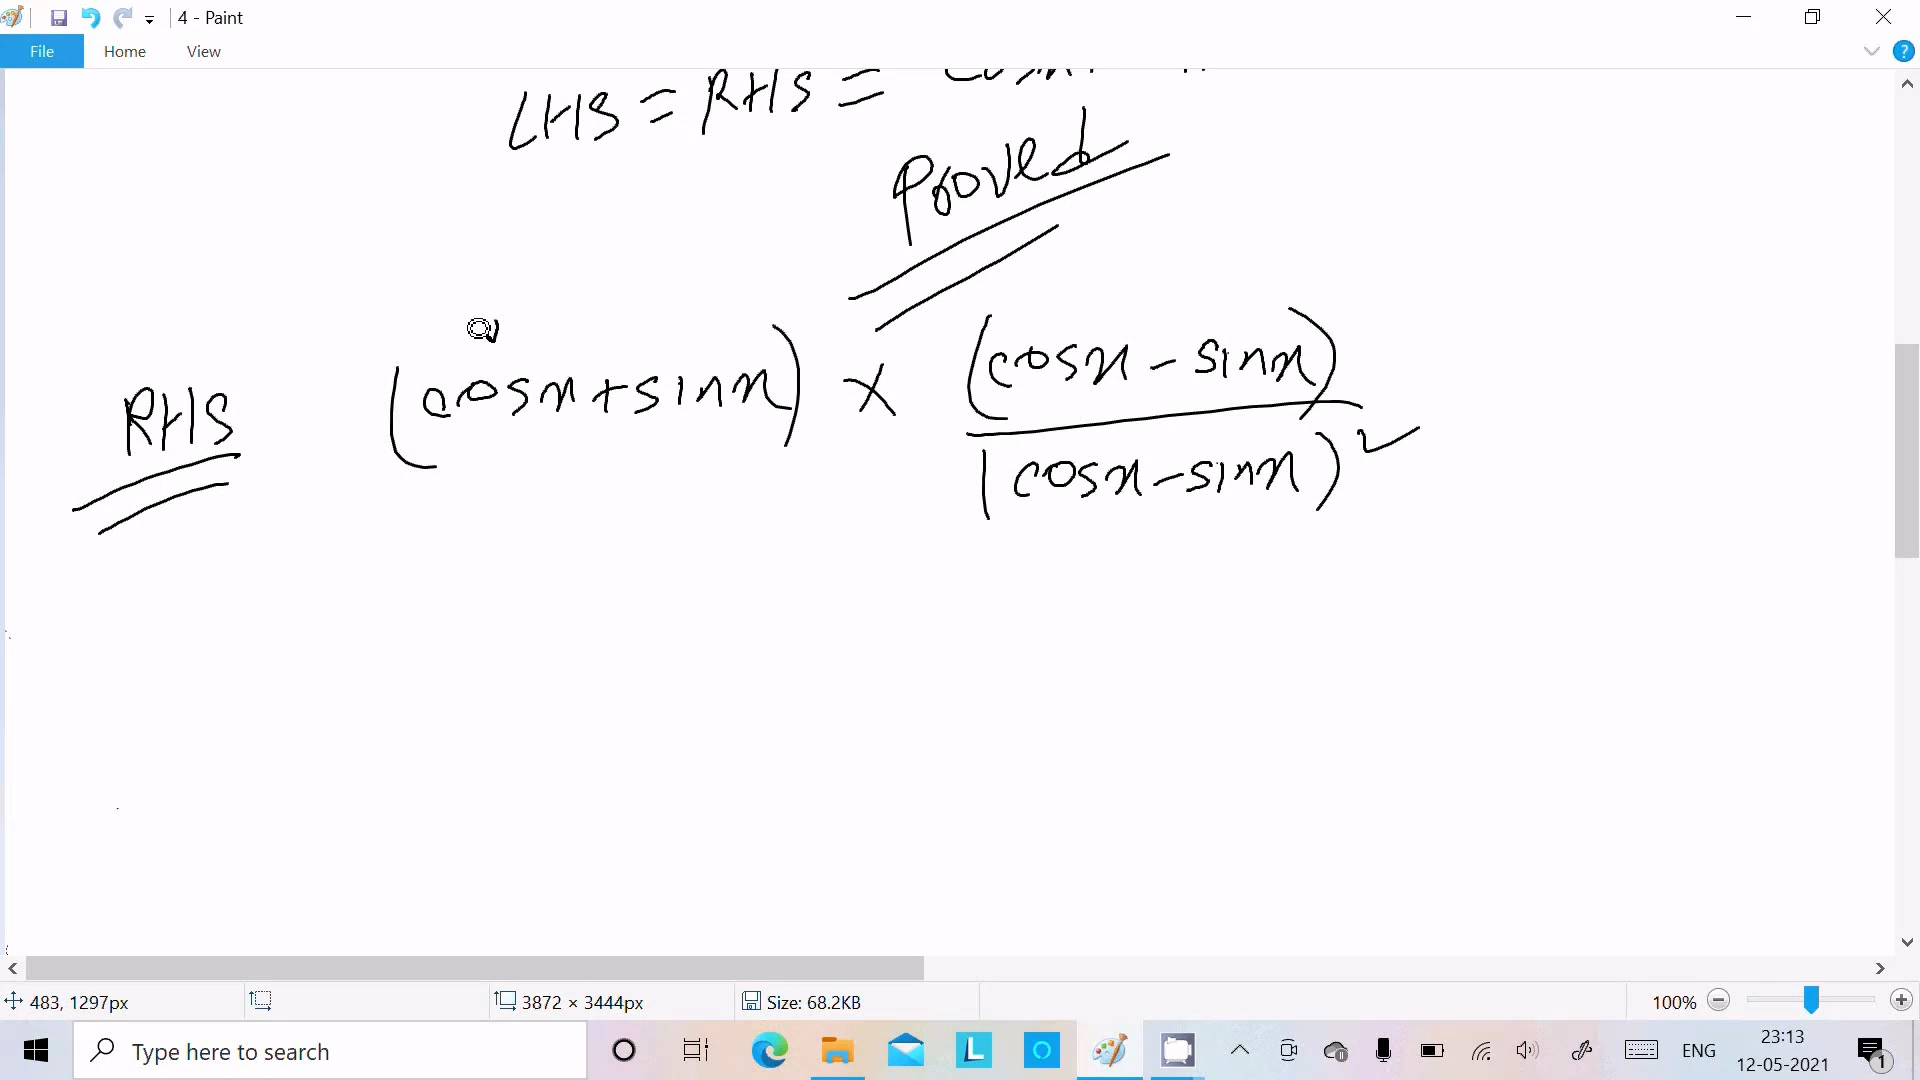 4 - Paint
File Home View
LHS = RHS =
Proved
RHS (cosx+sinx) × (cosx-sinx)
(cosx-sinx)²
483, 1297px 3872 × 3444px Size: 68.2KB 100%
Type here to search ENG 23:13
12-05-2021 1